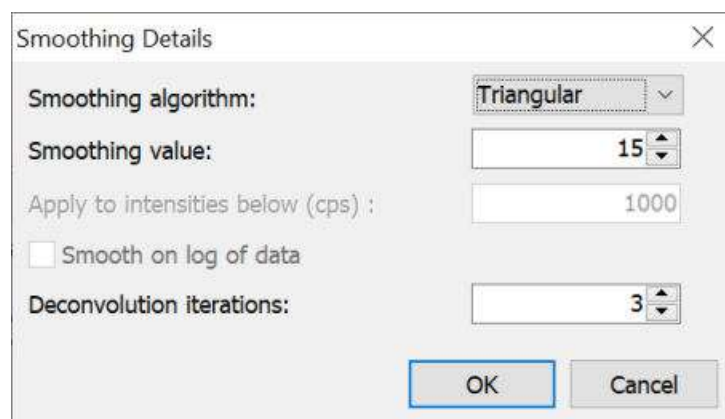 Smoothing Details
Smoothing algorithm: Triangular
Smoothing value: 15
Apply to intensities below (cps) : 1000
Smooth on log of data
Deconvolution iterations: 3
OK Cancel